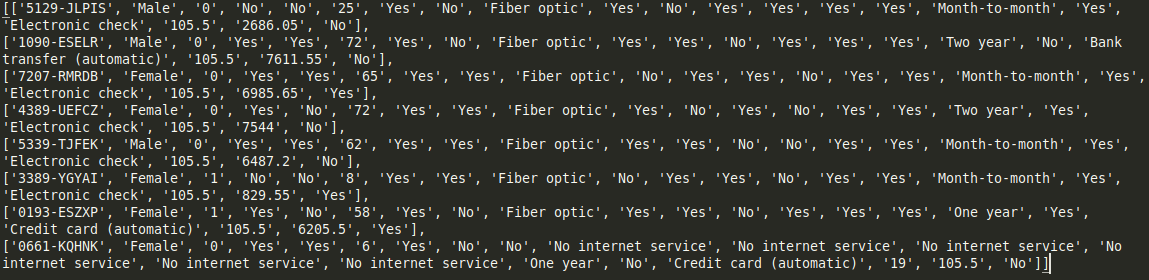 [['5129-JLPIS', 'Male', '0', 'No', 'No', '25', 'Yes', 'No', 'Fiber optic', 'Yes', 'No', 'Yes', 'Yes', 'Yes', 'Yes', 'Month-to-month', 'Yes',
'Electronic check', '105.5', '2686.05', 'No'],
['1090-ESELR', 'Male', '0', 'Yes', 'Yes', '72', 'Yes', 'No', 'Fiber optic', 'Yes', 'Yes', 'No', 'Yes', 'Yes', 'Yes', 'Two year', 'No', 'Bank
transfer (automatic)', '105.5', '7611.55', 'No'],
['7207-RMRDB', 'Female', '0', 'Yes', 'Yes', '65', 'Yes', 'Yes', 'Fiber optic', 'No', 'Yes', 'Yes', 'No', 'Yes', 'Yes', 'Month-to-month', 'Yes',
'Electronic check', '105.5', '6985.65', 'Yes'],
['4389-UEFCZ', 'Female', '0', 'Yes', 'No', '72', 'Yes', 'Yes', 'Fiber optic', 'Yes', 'No', 'Yes', 'No', 'Yes', 'Yes', 'Two year', 'Yes',
'Electronic check', '105.5', '7544', 'No'],
['5339-TJFEK', 'Male', '0', 'Yes', 'Yes', '62', 'Yes', 'Yes', 'Fiber optic', 'Yes', 'Yes', 'No', 'No', 'Yes', 'Yes', 'Month-to-month', 'Yes',
'Electronic check', '105.5', '6487.2', 'No'],
['3389-YGYAI', 'Female', '1', 'No', 'No', '8', 'Yes', 'Yes', 'Fiber optic', 'No', 'Yes', 'Yes', 'No', 'Yes', 'Yes', 'Month-to-month', 'Yes',
'Electronic check', '105.5', '829.55', 'Yes'],
['0193-ESZXP', 'Female', '1', 'Yes', 'No', '58', 'Yes', 'No', 'Fiber optic', 'Yes', 'Yes', 'No', 'Yes', 'Yes', 'Yes', 'One year', 'Yes',
'Credit card (automatic)', '105.5', '6205.5', 'Yes'],
['0661-KQHNK', 'Female', '0', 'Yes', 'Yes', '6', 'Yes', 'No', 'No', 'No internet service', 'No internet service', 'No internet service', 'No
internet service', 'No internet service', 'No internet service', 'One year', 'No', 'Credit card (automatic)', '19', '105.5', 'No']]